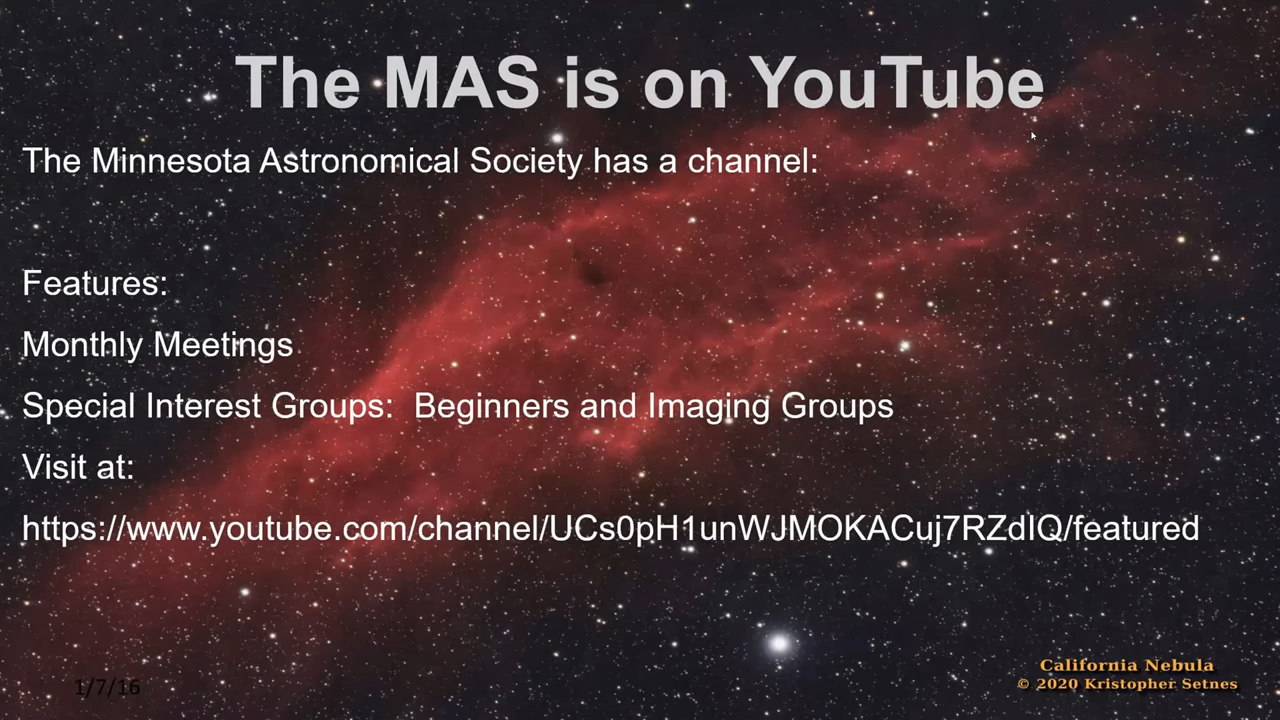 The MAS is on YouTube
The Minnesota Astronomical Society has a channel:
Features:
Monthly Meetings
Special Interest Groups:  Beginners and Imaging Groups
Visit at:
https://www.youtube.com/channel/UCs0pH1unWJMOKACuj7RZdIQ/featured
1/7/16
California Nebula
© 2020 Kristopher Setnes